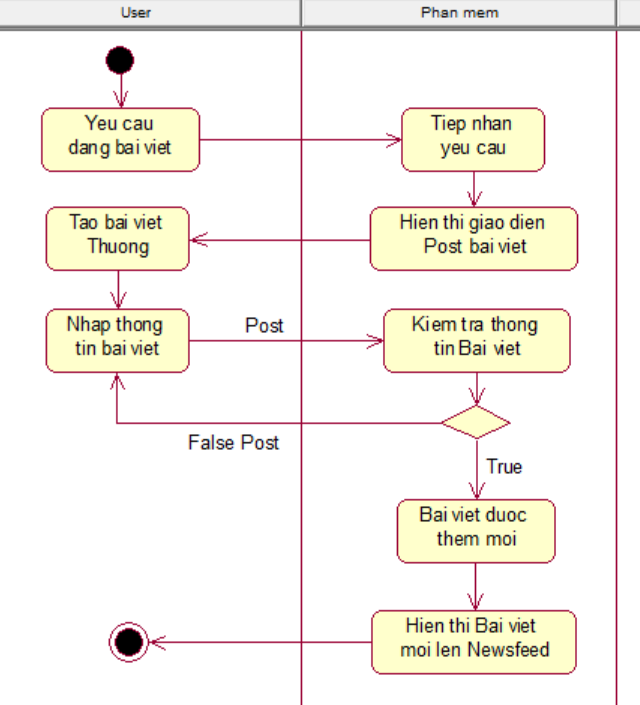 User
Phan mem
Yeu cau
dang bai viet
Tiep nhan
yeu cau
Tao bai viet
Thuong
Hien thi giao dien
Post bai viet
Nhap thong
tin bai viet
Post
Kiem tra thong
tin Bai viet
False Post
True
Bai viet duoc
them moi
Hien thi Bai viet
moi len Newsfeed